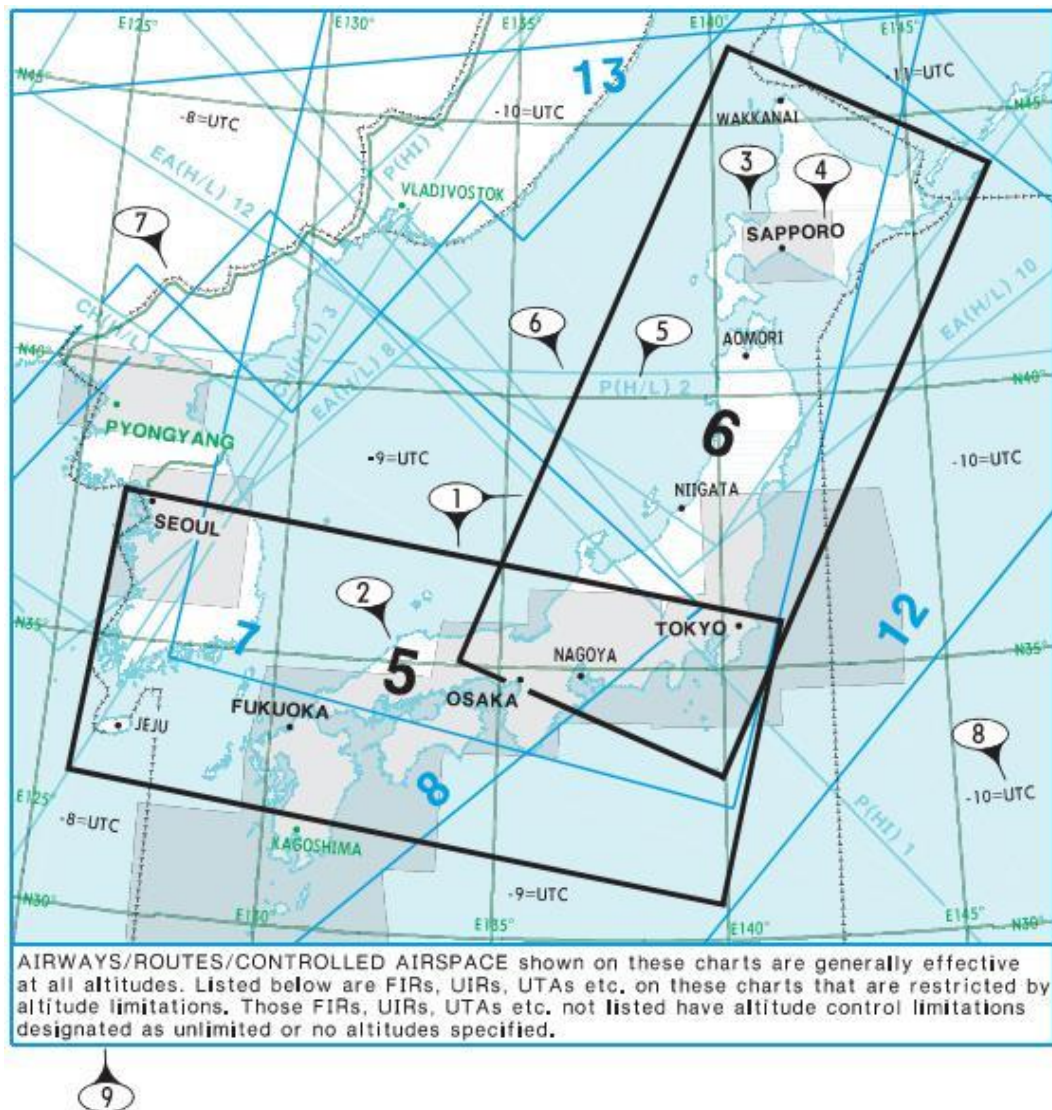 E125°
E130°
E135°
E140°
E145°
N45°
13
-11=UTC
-8=UTC
-10=UTC
WAKKANAI
N45°
P(HI)
EA(H/L) 12
3
4
VLADIVOSTOK
7
SAPPORO
EA(H/L) 10
6
5
AOMORI
N40°
EA(H/L) 8
P(H/L) 2
N40°
PYONGYANG
6
-9=UTC
-10=UTC
1
NIIGATA
SEOUL
2
12
N35°
7
TOKYO
N35°
5
NAGOYA
OSAKA
FUKUOKA
JEJU
8
8
E125°
-8=UTC
-10=UTC
P(HI) 1
KAGOSHIMA
-9=UTC
N30°
E130°
E135°
E140°
E145°
N30°
AIRWAYS/ROUTES/CONTROLLED AIRSPACE shown on these charts are generally effective
at all altitudes. Listed below are FIRs, UIRs, UTAs etc. on these charts that are restricted by
altitude limitations. Those FIRs, UIRs, UTAs etc. not listed have altitude control limitations
designated as unlimited or no altitudes specified.
9